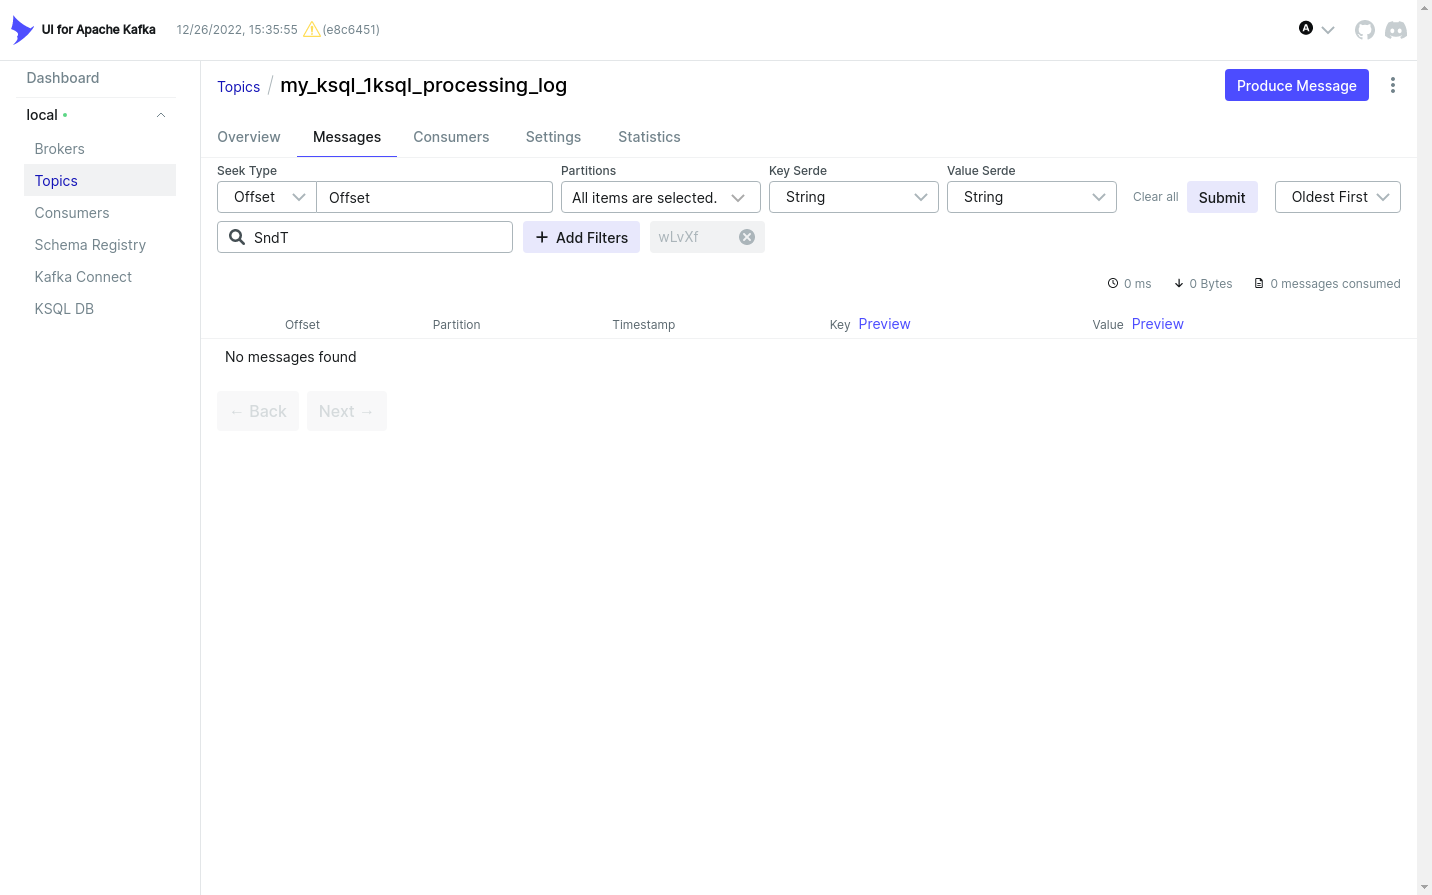 UI for Apache Kafka 12/26/2022, 15:35:55 (e8c6451) A
Dashboard
local
Brokers
Topics
Consumers
Schema Registry
Kafka Connect
KSQL DB
Topics / my_ksql_1ksql_processing_log Produce Message
Overview Messages Consumers Settings Statistics
Seek Type Partitions Key Serde Value Serde
Offset Offset All items are selected. String String Clear all Submit Oldest First
SndT + Add Filters wLvXf
0 ms 0 Bytes 0 messages consumed
Offset Partition Timestamp Key Preview Value Preview
No messages found
← Back Next →